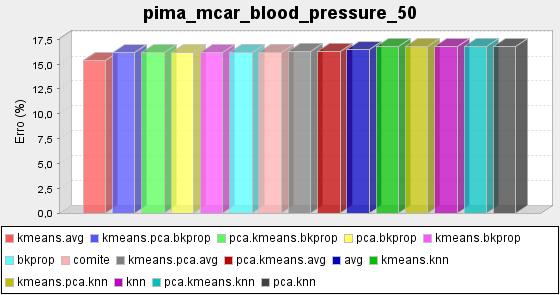 pima_mcar_blood_pressure_50
17,5
15,0
12,5
10,0
7,5
5,0
2,5
0,0
Erro (%)
kmeans.avg kmeans.pca.bkprop pca.kmeans.bkprop pca.bkprop kmeans.bkprop
bkprop comite kmeans.pca.avg pca.kmeans.avg avg kmeans.knn
kmeans.pca.knn knn pca.kmeans.knn pca.knn